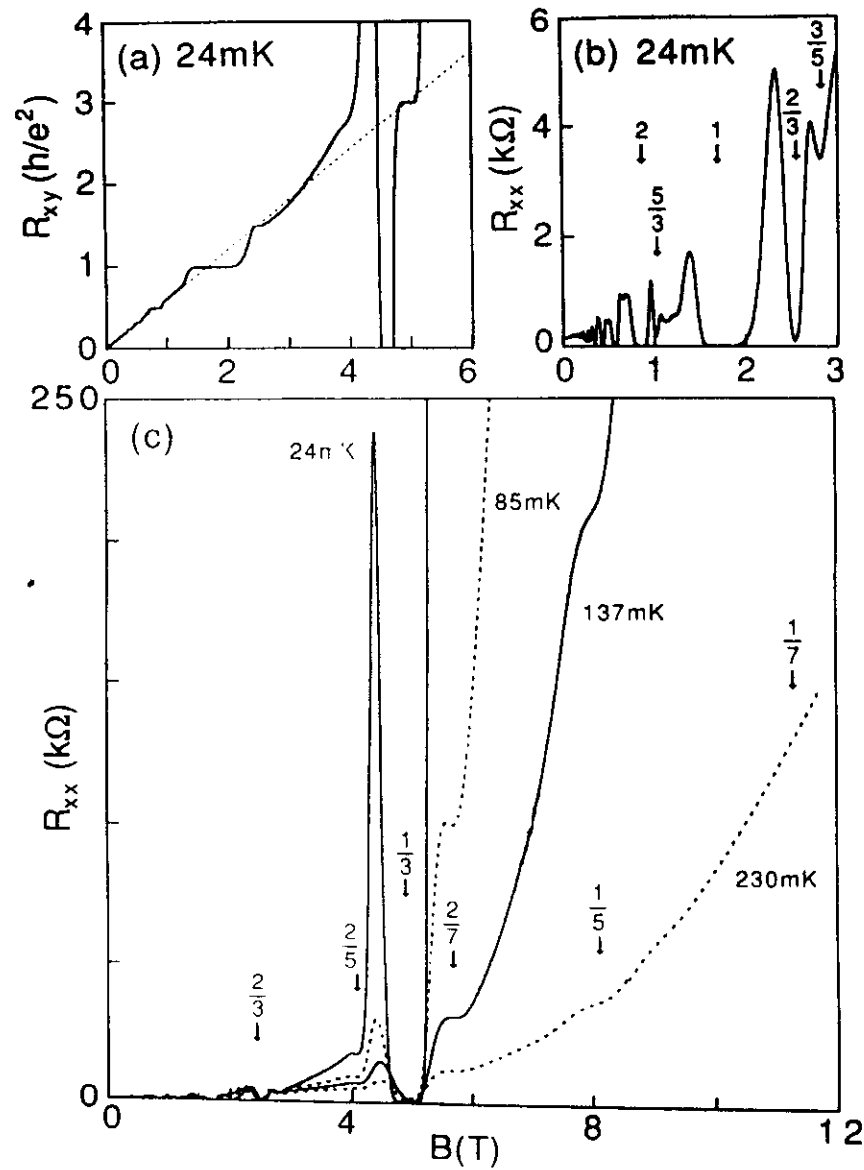 (a) 24mK
R_xy (h/e²)
4
3
2
1
0
0 2 4 6
(b) 24mK
R_xx (kΩ)
6
4
2
0
2
5/3
1
2/3
3/5
0 1 2 3
(c)
250
0
R_xx (kΩ)
24mK
85mK
137mK
230mK
2/3
2/5
1/3
2/7
1/5
1/7
0 4 8 12
B(T)